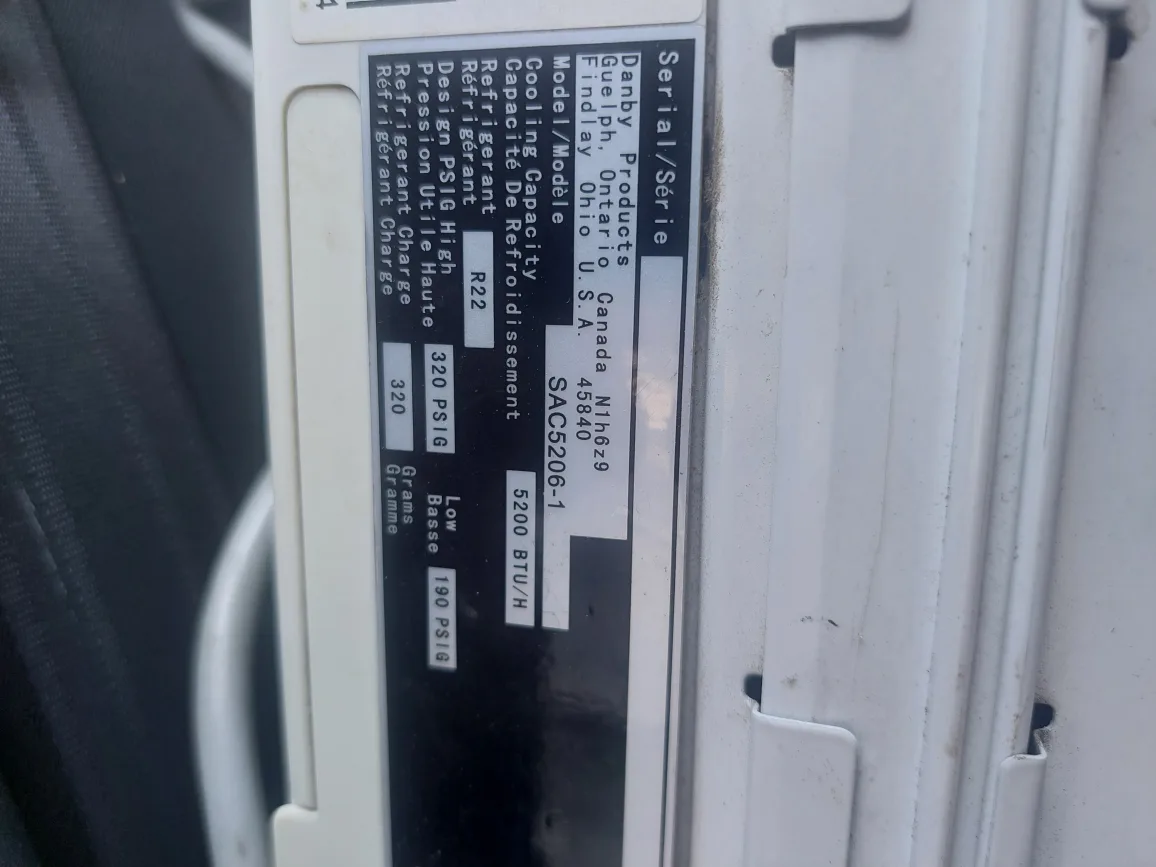 Serial/Série
Danby Products
Guelph, Ontario Canada N1h6z9
Findlay Ohio U.S.A. 45840
Model/Modèle SAC5206-1
Cooling Capacity
Capacité De Refroidissement 5200 BTU/H
Refrigerant
Réfrigérant R22
Design PSIG High Low
Pression Utile Haute 320 PSIG Basse 190 PSIG
Refrigerant Charge Grams
Réfrigérant Charge 320 Gramme